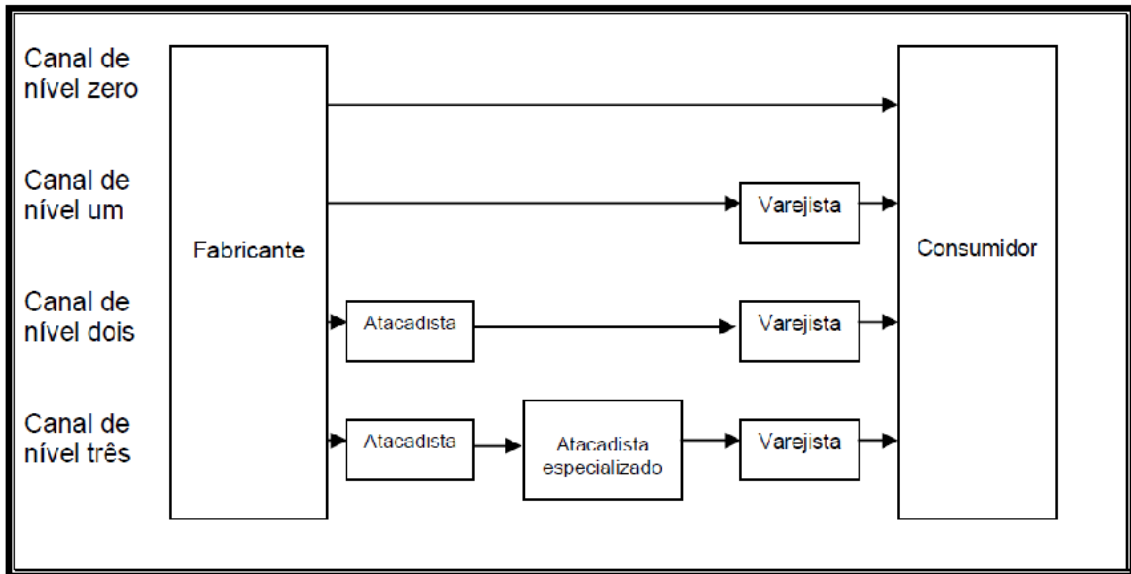 Canal de
nível zero
Canal de
nível um
Varejista
Fabricante
Consumidor
Canal de
nível dois
Atacadista
Varejista
Canal de
nível três
Atacadista
Atacadista
especializado
Varejista